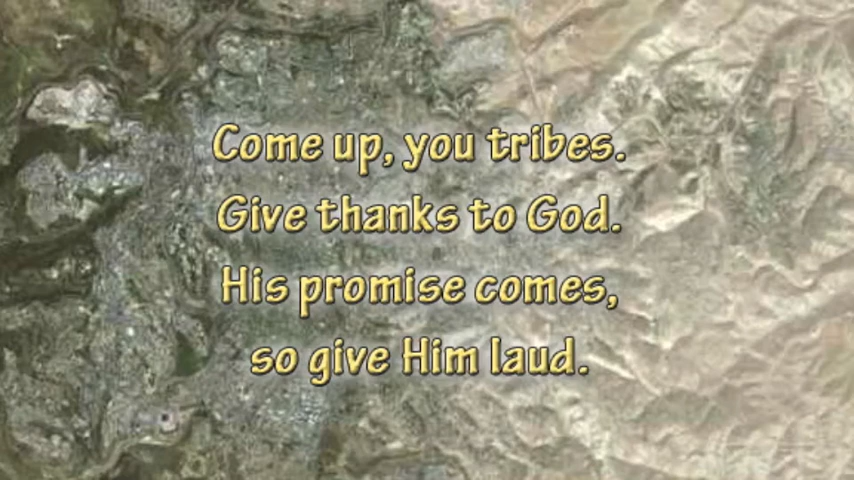 Come up, you tribes.
Give thanks to God.
His promise comes,
so give Him laud.